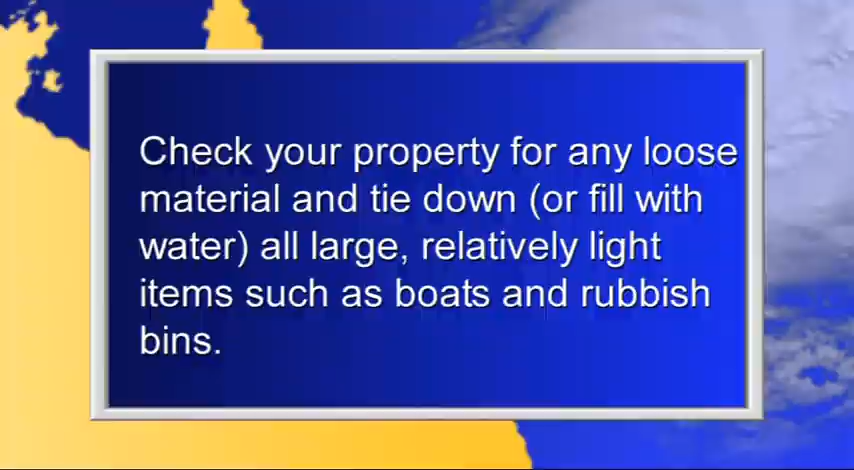 Check your property for any loose
material and tie down (or fill with
water) all large, relatively light
items such as boats and rubbish
bins.